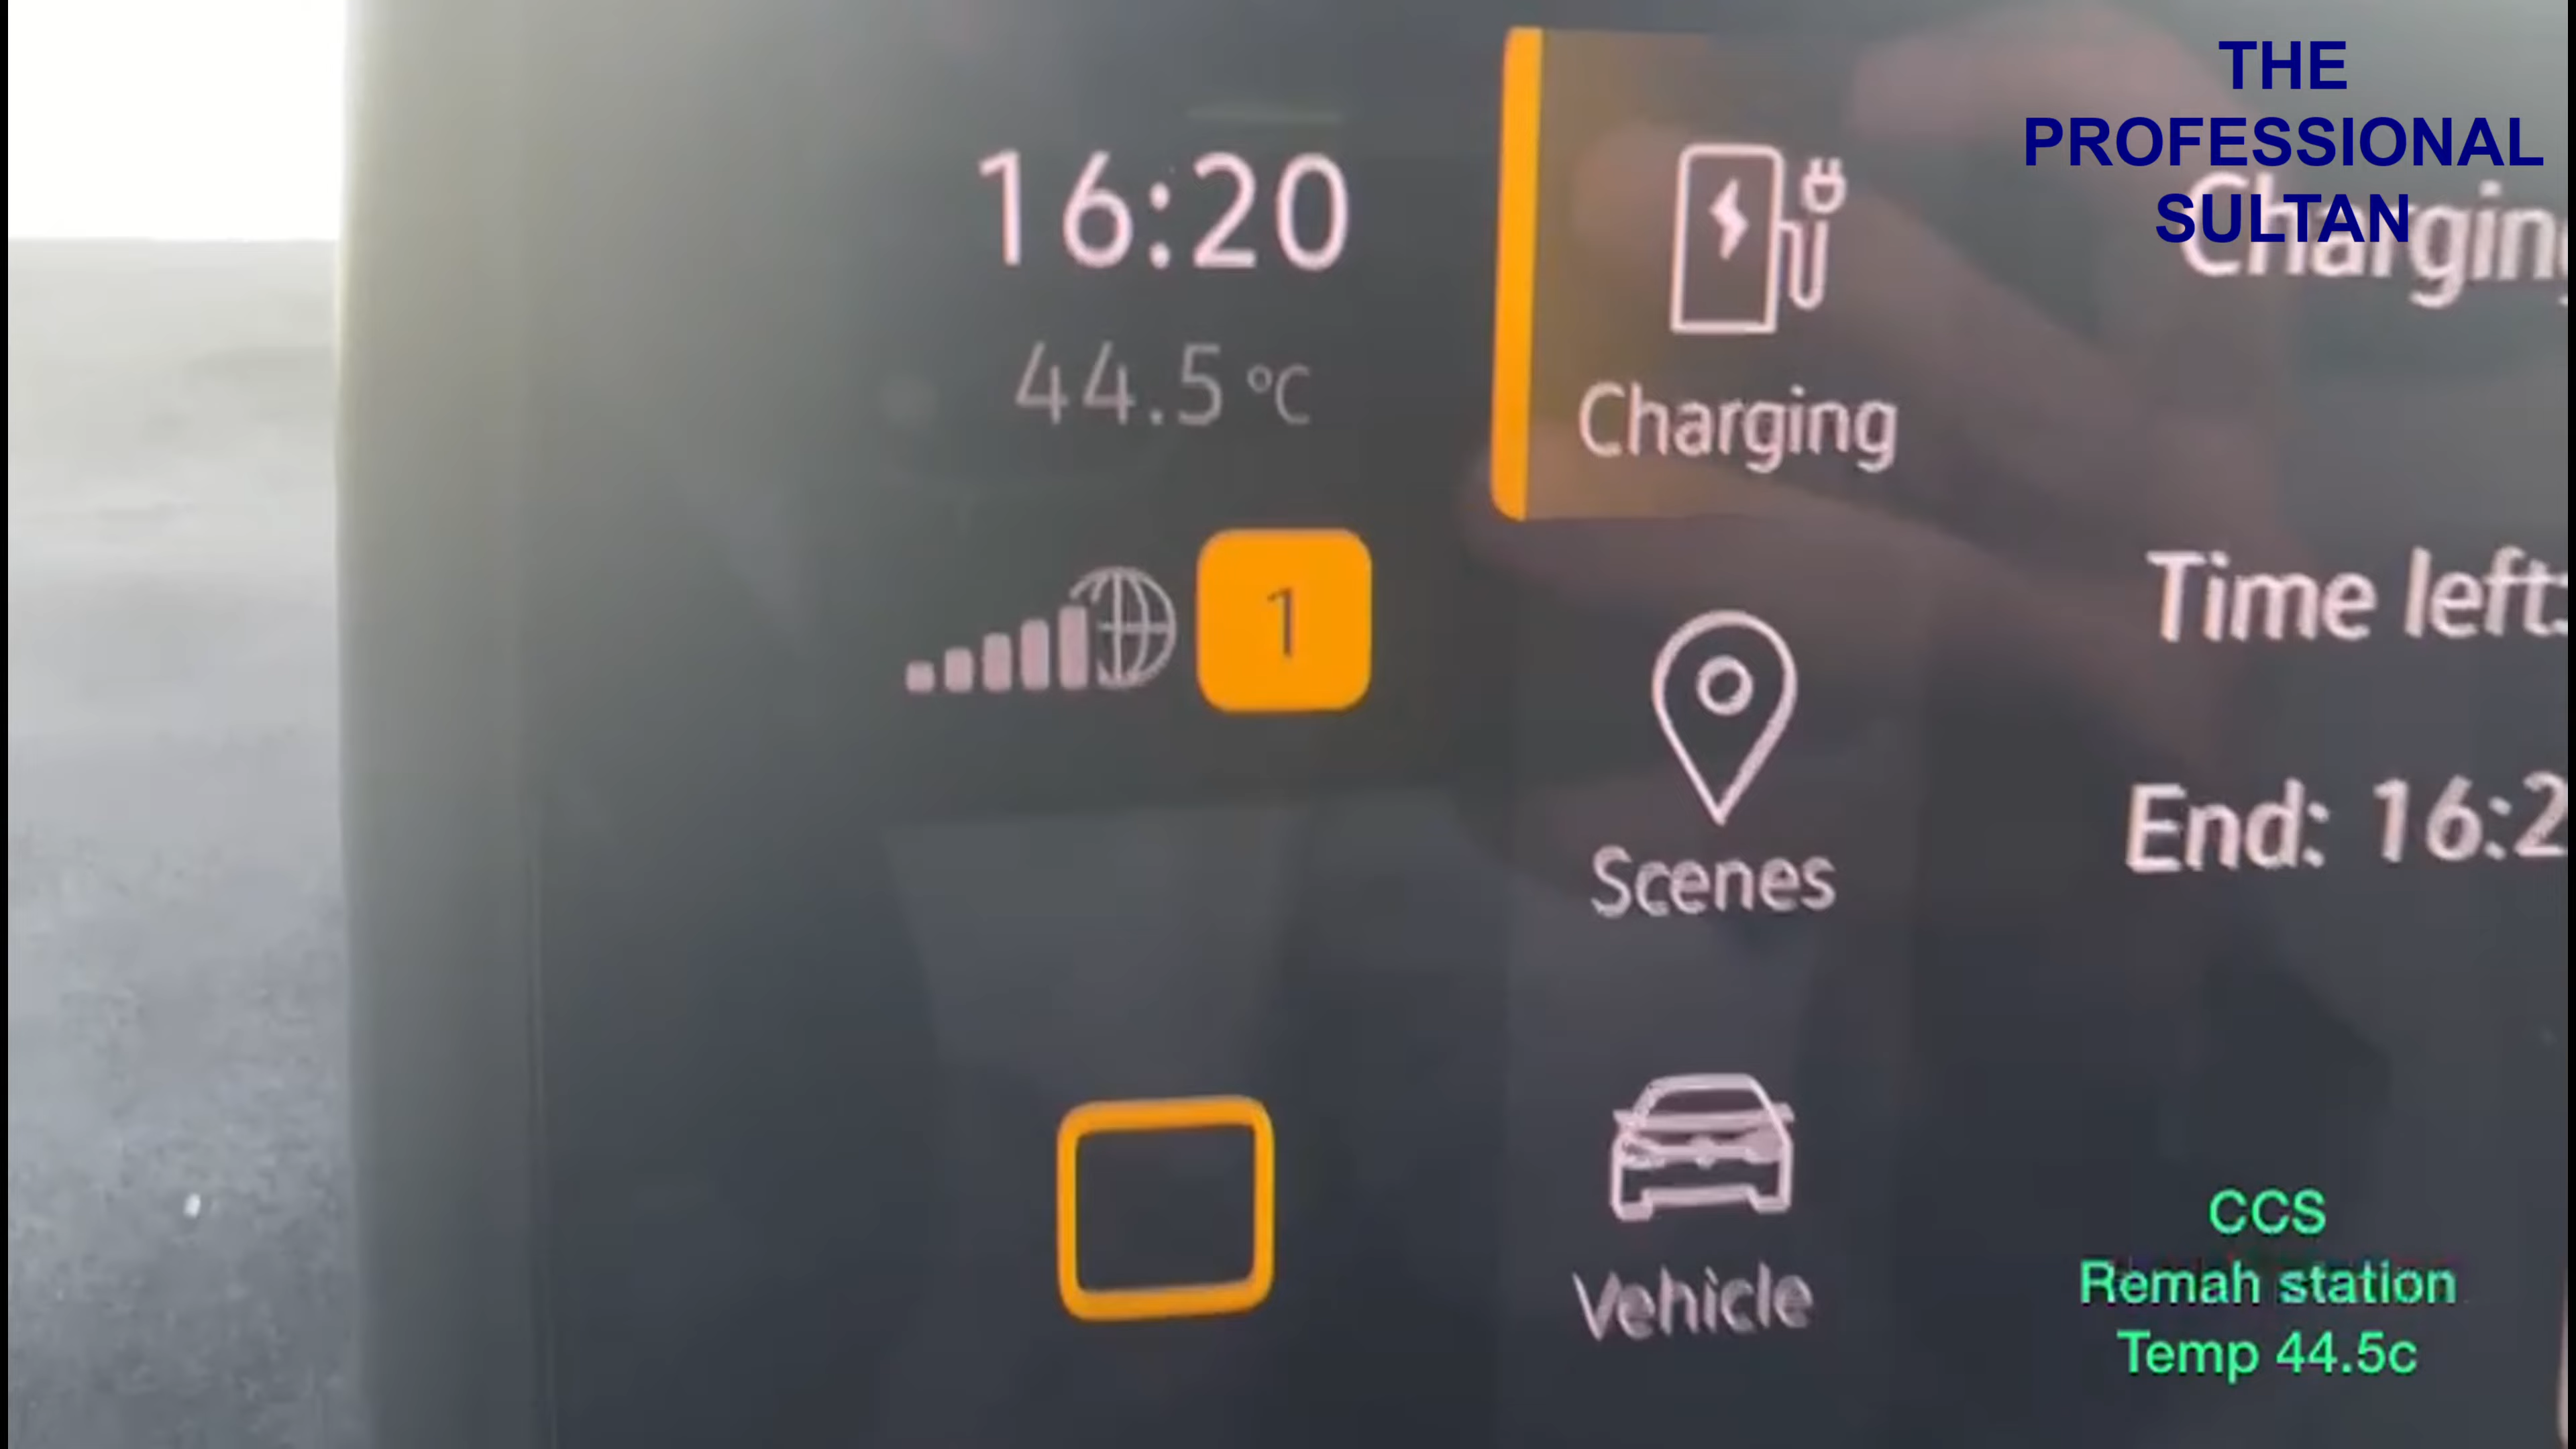 THE
PROFESSIONAL
SULTAN
16:20
44.5 °C
1
Charging
Scenes
Vehicle
Time left:
End: 16:2
CCS
Remah station
Temp 44.5c